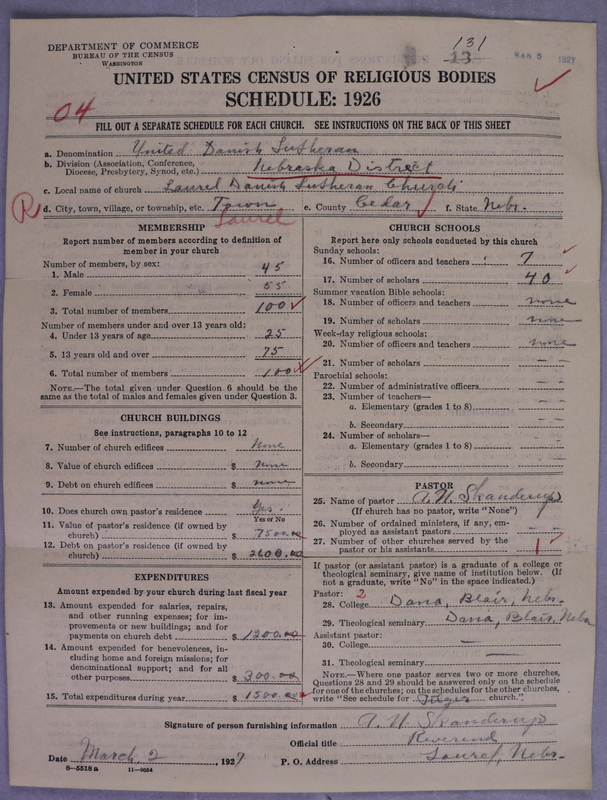 DEPARTMENT OF COMMERCE
BUREAU OF THE CENSUS
WASHINGTON
131
13
MAR 5 1927
UNITED STATES CENSUS OF RELIGIOUS BODIES
SCHEDULE: 1926
04
FILL OUT A SEPARATE SCHEDULE FOR EACH CHURCH. SEE INSTRUCTIONS ON THE BACK OF THIS SHEET
a. Denomination United Danish Lutheran
b. Division (Association, Conference, Diocese, Presbytery, Synod, etc.) Nebraska District
c. Local name of church Laurel Danish Lutheran Church
R d. City, town, village, or township, etc. Town e. County Cedar f. State Nebr.
Laurel
MEMBERSHIP
Report number of members according to definition of
member in your church
Number of members, by sex:
1. Male 45
2. Female 55
3. Total number of members 100
Number of members under and over 13 years old:
4. Under 13 years of age 25
5. 13 years old and over 75
6. Total number of members 100
NOTE.—The total given under Question 6 should be the
same as the total of males and females given under Question 3.
CHURCH BUILDINGS
See instructions, paragraphs 10 to 12
7. Number of church edifices None
8. Value of church edifices $ None
9. Debt on church edifices $ none
10. Does church own pastor's residence Yes.
Yes or No
11. Value of pastor's residence (if owned by
church) $ 7500.00
12. Debt on pastor's residence (if owned by
church) $ 2600.00
EXPENDITURES
Amount expended by your church during last fiscal year
13. Amount expended for salaries, repairs,
and other running expenses; for im-
provements or new buildings; and for
payments on church debt $ 1200.00
14. Amount expended for benevolences, in-
cluding home and foreign missions; for
denominational support; and for all
other purposes $ 300.00
15. Total expenditures during year $ 1500.00
CHURCH SCHOOLS
Report here only schools conducted by this church
Sunday schools:
16. Number of officers and teachers 7
17. Number of scholars 40
Summer vacation Bible schools:
18. Number of officers and teachers none
19. Number of scholars none
Week-day religious schools:
20. Number of officers and teachers none
21. Number of scholars — —
Parochial schools:
22. Number of administrative officers — —
23. Number of teachers—
a. Elementary (grades 1 to 8) — —
b. Secondary — —
24. Number of scholars—
a. Elementary (grades 1 to 8) — —
b. Secondary — —
PASTOR
25. Name of pastor A. N. Skanderup
(If church has no pastor, write "None")
26. Number of ordained ministers, if any, em-
ployed as assistant pastors — —
27. Number of other churches served by the
pastor or his assistants 1
If pastor (or assistant pastor) is a graduate of a college or
theological seminary, give name of institution below. (If
not a graduate, write "No" in the space indicated.)
Pastor: 2
28. College Dana, Blair, Nebr.
29. Theological seminary Dana, Blair, Nebr
Assistant pastor:
30. College —
31. Theological seminary —
NOTE.—Where one pastor serves two or more churches,
Questions 28 and 29 should be answered only on the schedule
for one of the churches; on the schedules for the other churches,
write "See schedule for church."
Signature of person furnishing information A. N. Skanderup
Official title Reverend
Date March 2, 1927 P. O. Address Laurel, Nebr.
8-5518a 11-9054